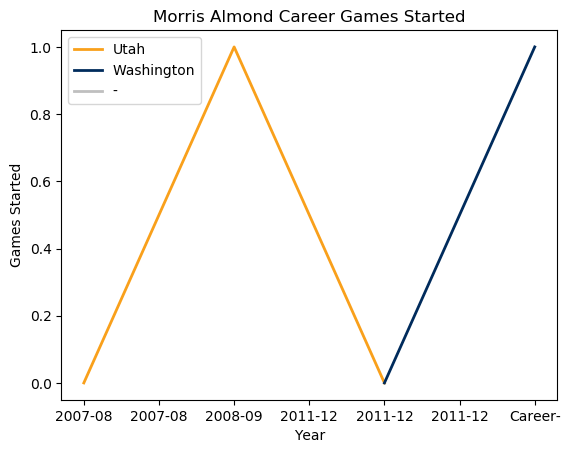 Morris Almond Career Games Started
Utah
Washington
-
1.0
0.8
0.6
0.4
0.2
0.0
Games Started
2007-08 2007-08 2008-09 2011-12 2011-12 2011-12 Career-
Year